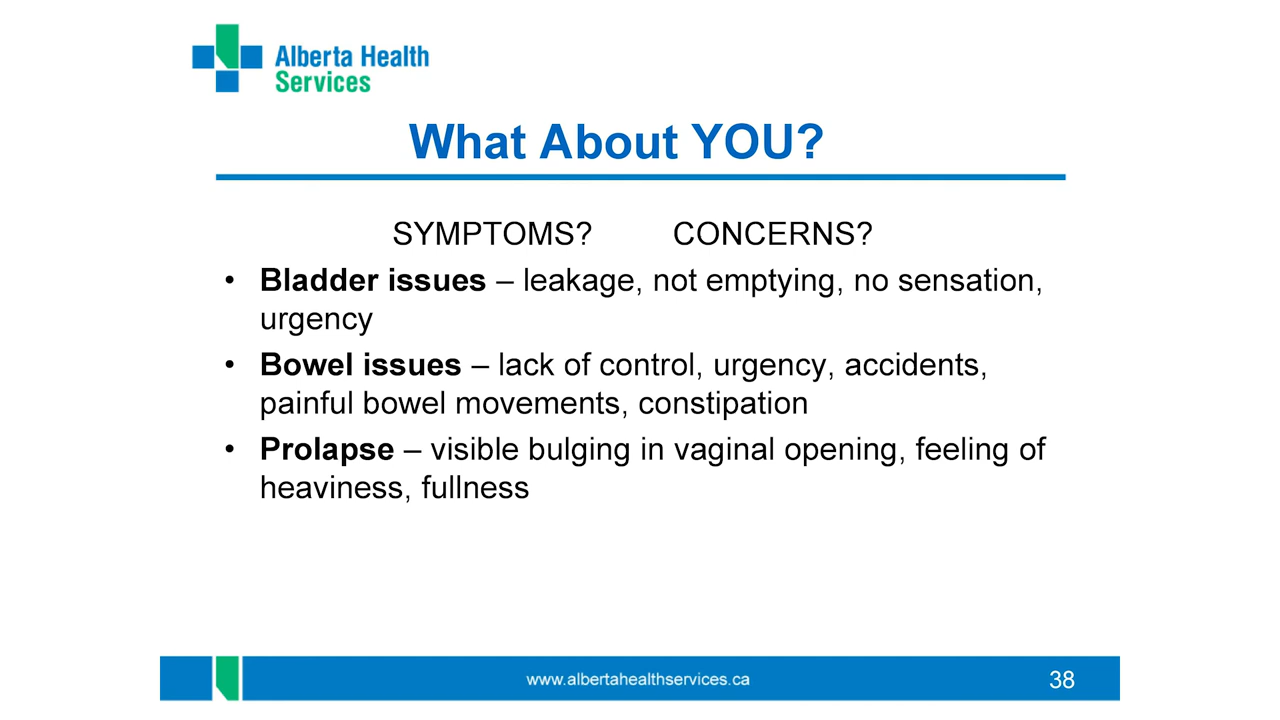 Alberta Health
Services
What About YOU?
SYMPTOMS? CONCERNS?
• Bladder issues – leakage, not emptying, no sensation,
urgency
• Bowel issues – lack of control, urgency, accidents,
painful bowel movements, constipation
• Prolapse – visible bulging in vaginal opening, feeling of
heaviness, fullness
www.albertahealthservices.ca
38